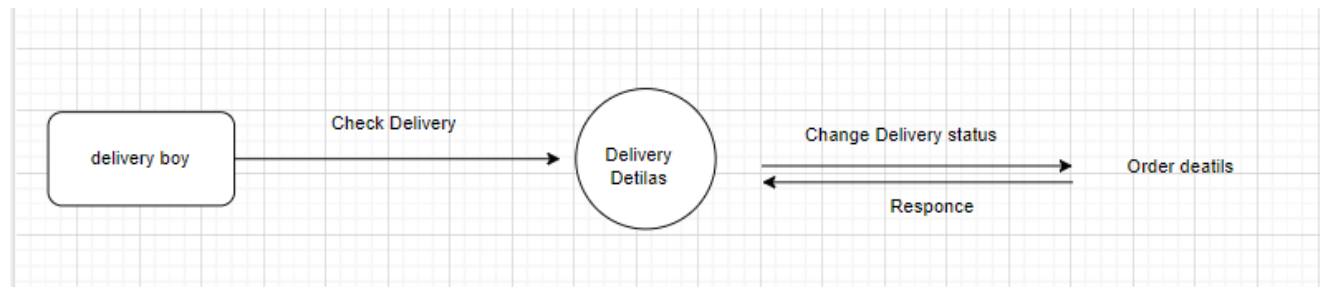 delivery boy
Check Delivery
Delivery
Detilas
Change Delivery status
Responce
Order deatils